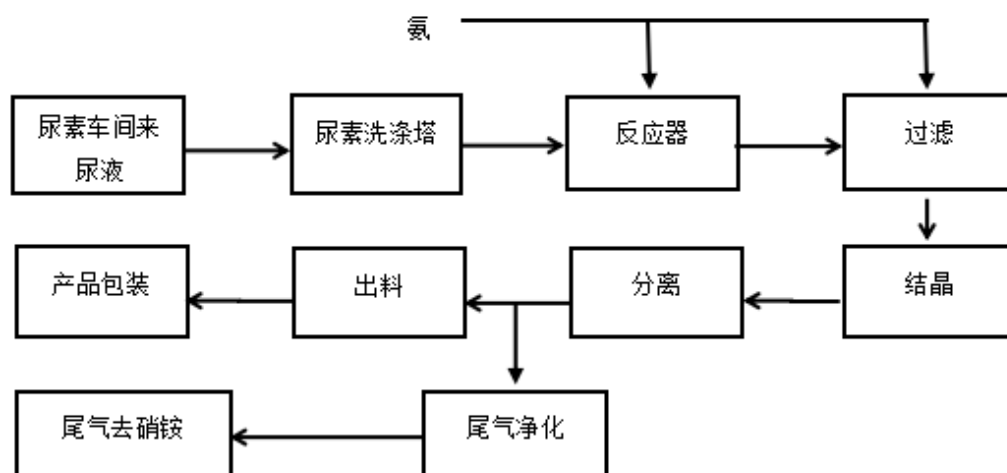 氨
尿素车间来
尿液
尿素洗涤塔
反应器
过滤
产品包装
出料
分离
结晶
尾气去硝铵
尾气净化